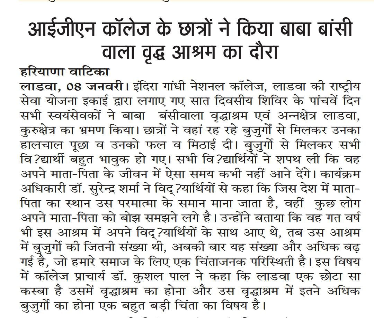 आईजीएन कॉलेज के छात्रों ने किया बाबा बांसी
वाला वृद्ध आश्रम का दौरा
हरियाणा वाटिका
लाडवा, 08 जनवरी। इंदिरा गांधी नेशनल कॉलेज, लाडवा की राष्ट्रीय
सेवा योजना इकाई द्वारा लगाए गए सात दिवसीय शिविर के पांचवें दिन
सभी स्वयंसेवकों ने बाबा बंसीवाला वृद्धाश्रम एवं अन्नक्षेत्र लाडवा,
कुरुक्षेत्र का भ्रमण किया। छात्रों ने वहां रह रहे बुजुर्गों से मिलकर उनका
हालचाल पूछा व उनको फल व मिठाई दी। बुजुर्गों से मिलकर सभी
वि?द्यार्थी बहुत भावुक हो गए। सभी वि?द्यार्थियों ने शपथ ली कि वह
अपने माता-पिता के जीवन में ऐसा समय कभी नहीं आने देंगे। कार्यक्रम
अधिकारी डॉ. सुरेन्द्र शर्मा ने विद्?यार्थियों से कहा कि जिस देश में माता-
पिता का स्थान उस परमात्मा के समान माना जाता है, वहीं कुछ लोग
अपने माता-पिता को बोझ समझने लगे है। उन्होंने बताया कि वह गत वर्ष
भी इस आश्रम में अपने विद्?यार्थियों के साथ आए थे, तब उस आश्रम
में बुजुर्गों की जितनी संख्या थी, अबकी बार यह संख्या और अधिक बढ़
गई है, जो हमारे समाज के लिए एक चिंताजनक परिस्थिती है। इस विषय
में कॉलेज प्राचार्य डॉ. कुशल पाल ने कहा कि लाडवा एक छोटा सा
कस्बा है उसमें वृद्धाश्रम का होना और उस वृद्धाश्रम में इतने अधिक
बुजुर्गों का होना एक बहुत बड़ी चिंता का विषय है।